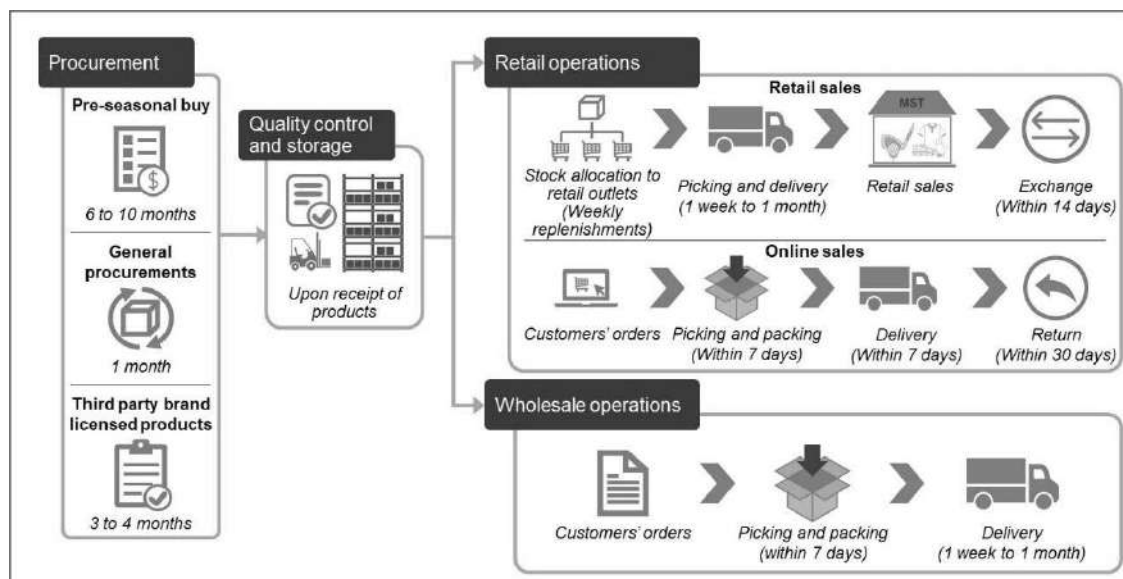 Procurement
Pre-seasonal buy
$
6 to 10 months
General
procurements
1 month
Third party brand
licensed products
3 to 4 months
Quality control
and storage
Upon receipt of
products
Retail operations
Retail sales
MST
Stock allocation to
retail outlets
(Weekly
replenishments)
Picking and delivery
(1 week to 1 month)
Retail sales
Exchange
(Within 14 days)
Online sales
Customers' orders
Picking and packing
(Within 7 days)
Delivery
(Within 7 days)
Return
(Within 30 days)
Wholesale operations
Customers' orders
Picking and packing
(within 7 days)
Delivery
(1 week to 1 month)